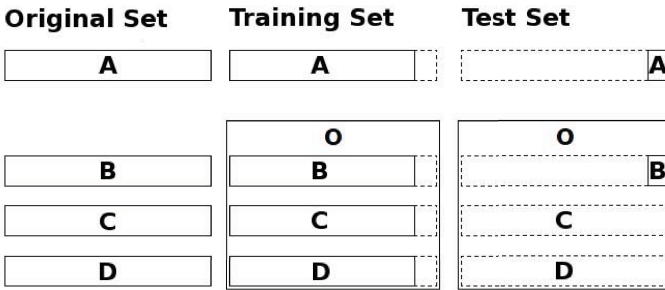 Original Set Training Set Test Set
A A A
O O
B B B
C C C
D D D